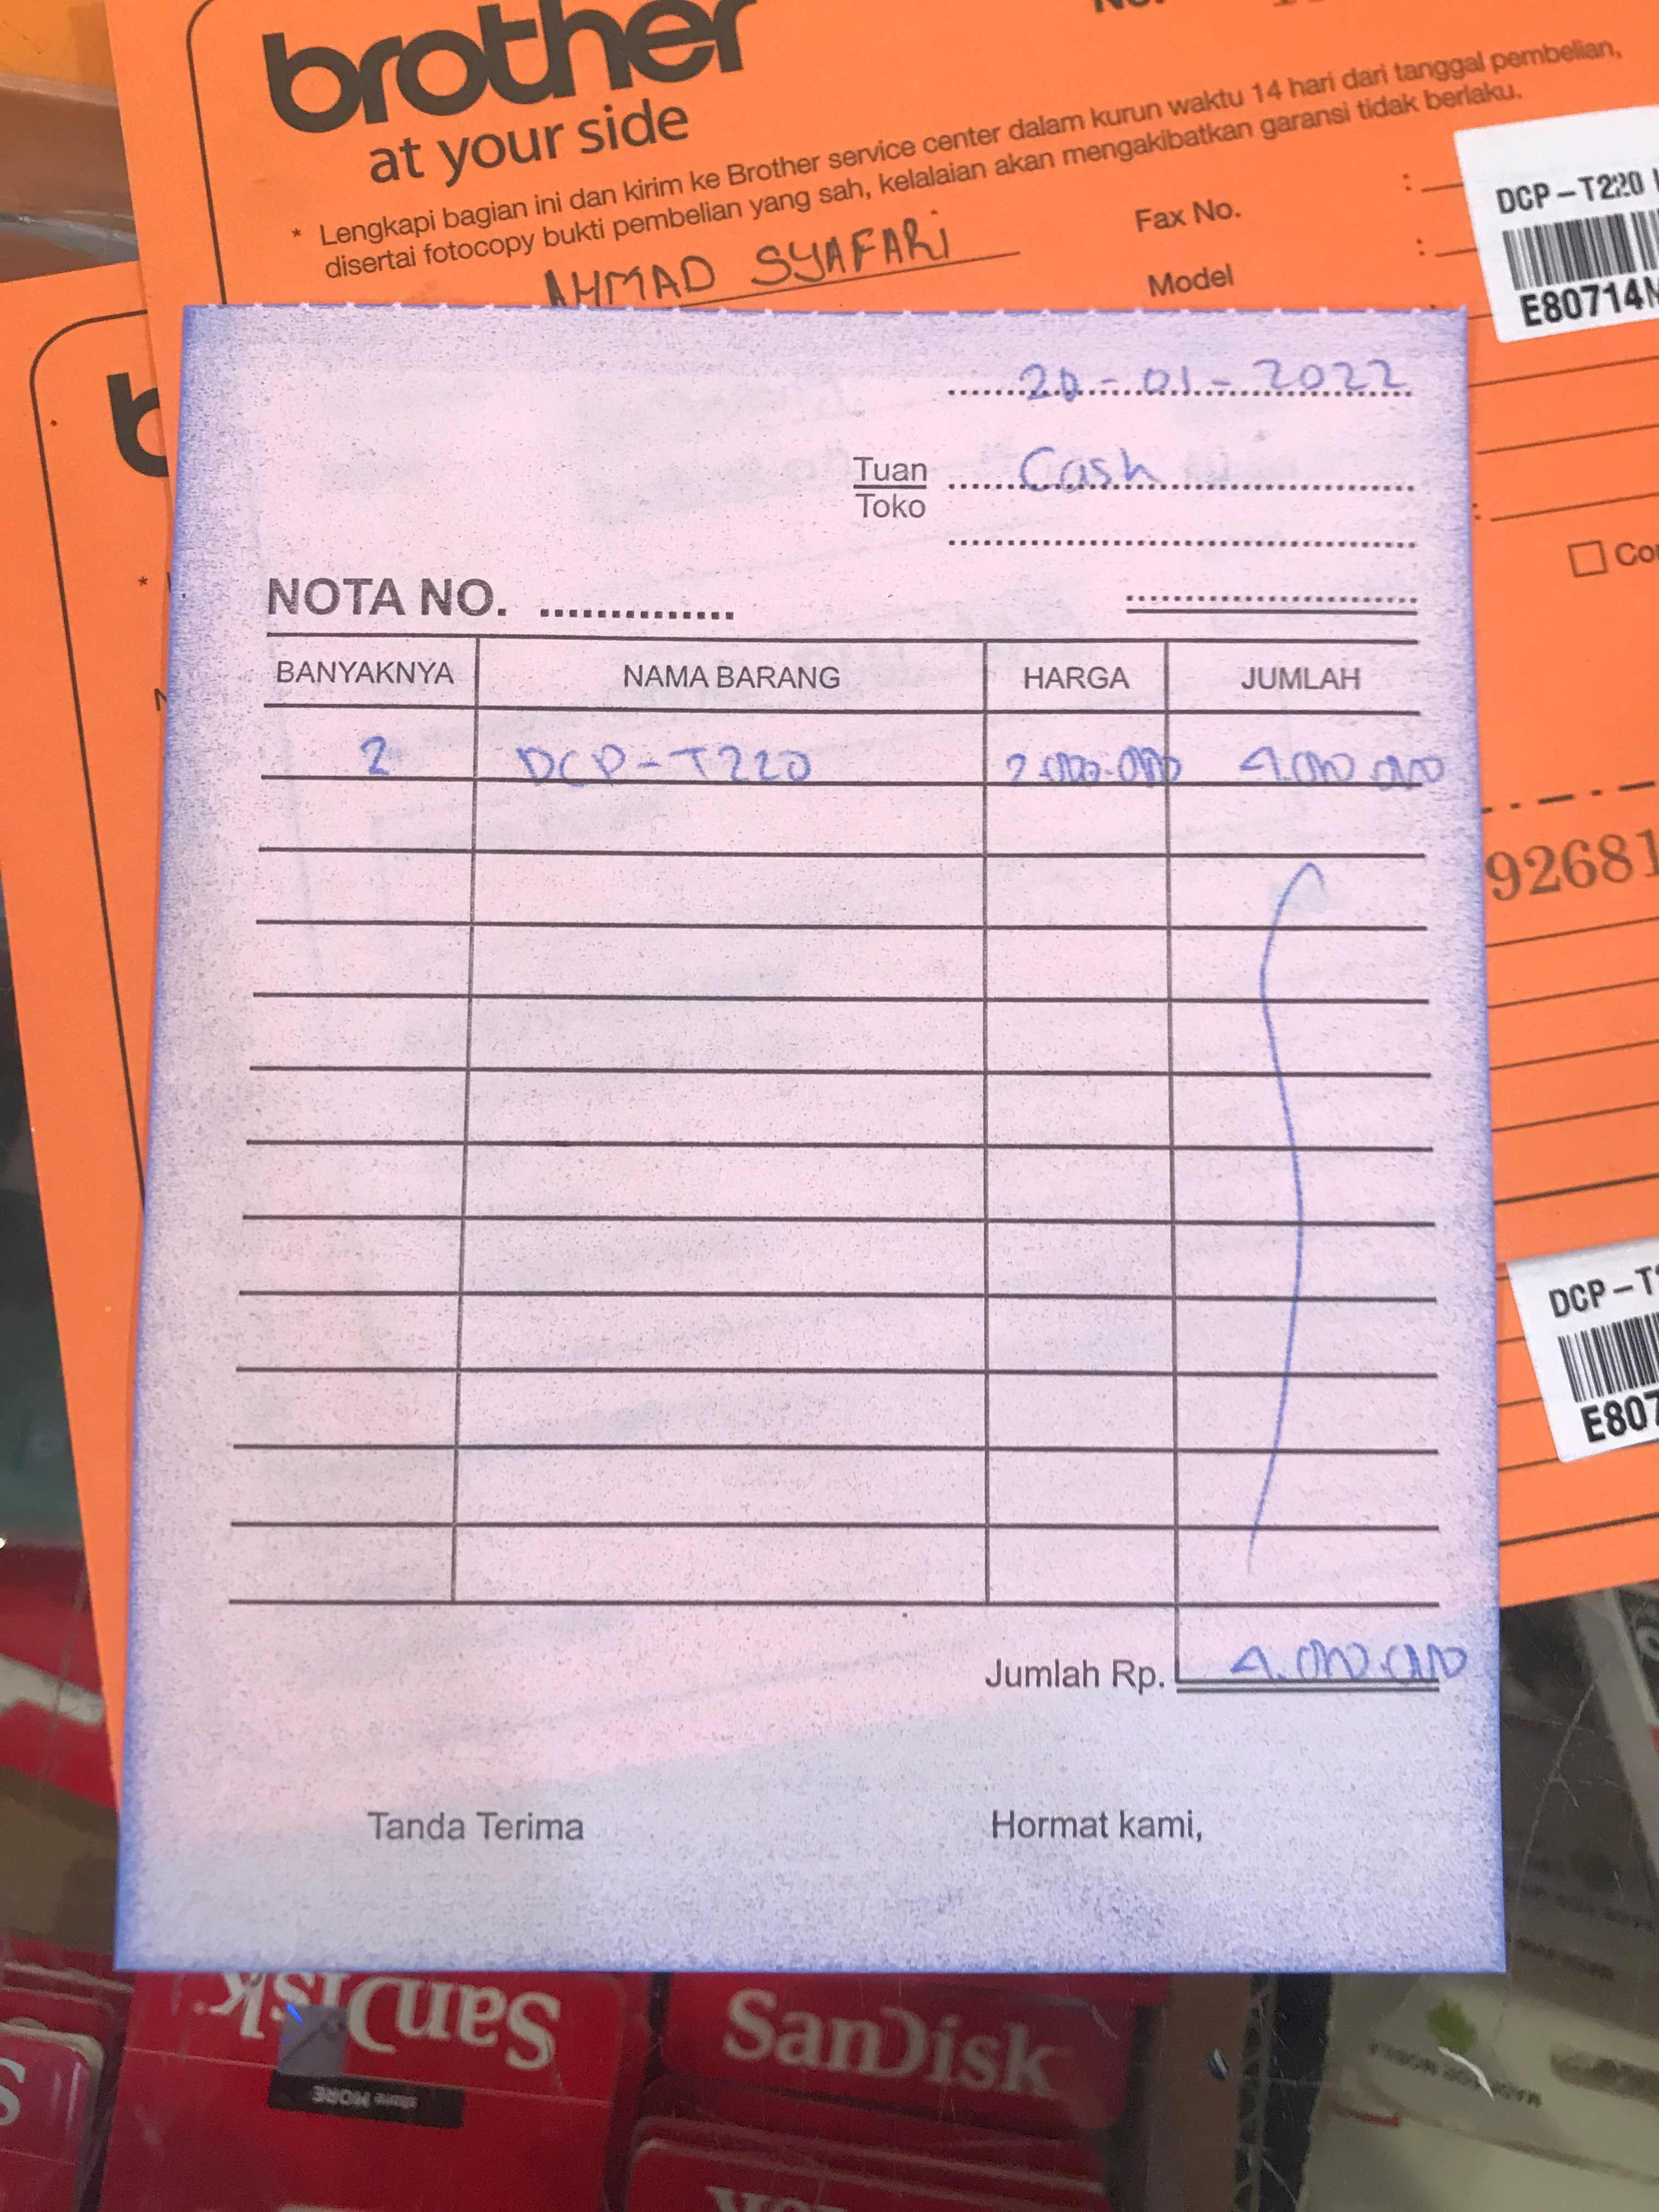 brother
at your side
* Lengkapi bagian ini dan kirim ke Brother service center dalam kurun waktu 14 hari dari tanggal pembelian,
disertai fotocopy bukti pembelian yang sah, kelalaian akan mengakibatkan garansi tidak berlaku.
AHMAD SYAFARi
Fax No. :
Model :
DCP-T220
E80714
20-01-2022
Tuan Cash
Toko
NOTA NO.
BANYAKNYA NAMA BARANG HARGA JUMLAH
2 DCP-T220 2.000.000 4.000.000
92681
DCP-T
E807
Jumlah Rp. 4.000.000
Tanda Terima Hormat kami,
SanDisk
SanDisk
store MORE